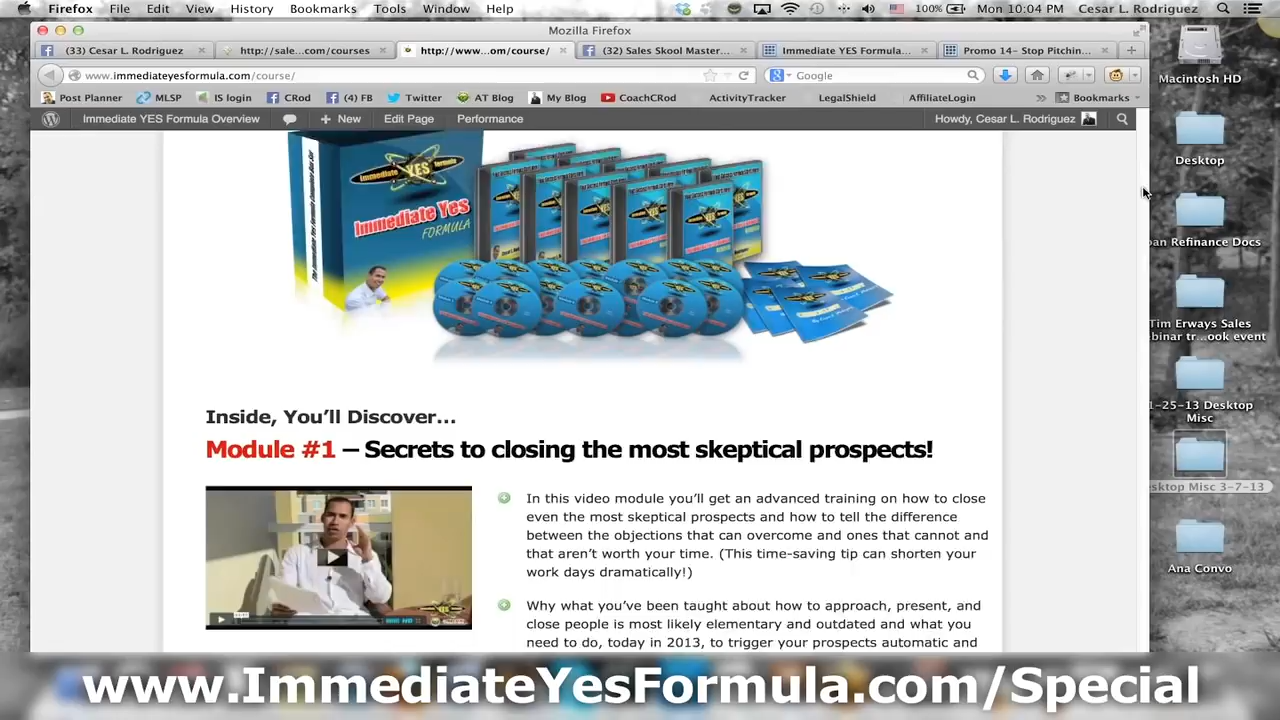 Firefox File Edit View History Bookmarks Tools Window Help 100% Mon 10:04 PM Cesar L. Rodriguez
Mozilla Firefox
(33) Cesar L. Rodriguez
http://sale...com/courses
http://www...om/course/
(32) Sales Skool Master...
Immediate YES Formula...
Promo 14~ Stop Pitchin...
www.immediateyesformula.com/course/
Google
Post Planner MLSP IS login CRod (4) FB Twitter AT Blog My Blog CoachCRod ActivityTracker LegalShield AffiliateLogin Bookmarks
Immediate YES Formula Overview New Edit Page Performance Howdy, Cesar L. Rodriguez
Immediate YES formula
Immediate Yes
FORMULA
Inside, You'll Discover...
Module #1 – Secrets to closing the most skeptical prospects!
In this video module you'll get an advanced training on how to close
even the most skeptical prospects and how to tell the difference
between the objections that can overcome and ones that cannot and
that aren't worth your time. (This time-saving tip can shorten your
work days dramatically!)
Why what you've been taught about how to approach, present, and
close people is most likely elementary and outdated and what you
need to do, today in 2013, to trigger your prospects automatic and
Macintosh HD
Desktop
oan Refinance Docs
Tim Erways Sales
binar tr...ook event
1-25-13 Desktop
Misc
sktop Misc 3-7-13
Ana Convo
www.ImmediateYesFormula.com/Special